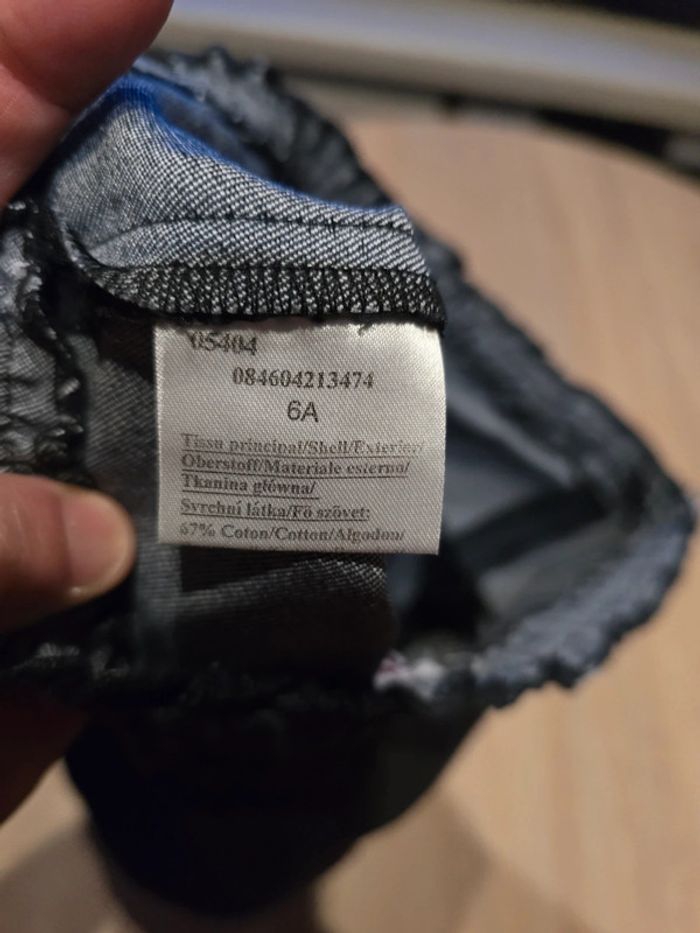 05404
084604213474
6A
Tissu principal/Shell/Exterior/
Oberstoff/Materiale esterno/
Tkanina główna/
Svrchní látka/Fő szövet:
67% Coton/Cotton/Algodon/